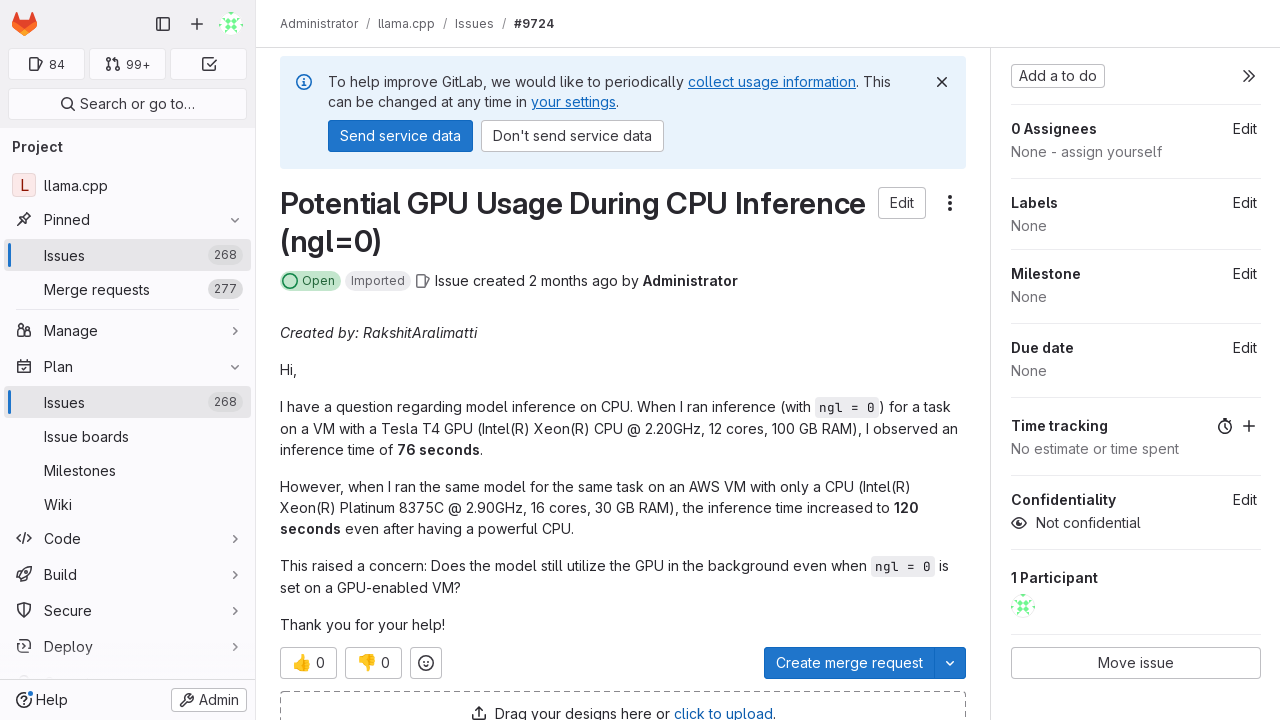 Administrator / llama.cpp / Issues / #9724
84
99+
Search or go to…
Project
L llama.cpp
Pinned
Issues 268
Merge requests 277
Manage
Plan
Issues 268
Issue boards
Milestones
Wiki
Code
Build
Secure
Deploy
Help
Admin
To help improve GitLab, we would like to periodically collect usage information. This
can be changed at any time in your settings.
Send service data
Don't send service data
Potential GPU Usage During CPU Inference
(ngl=0)
Edit
Open
Imported
Issue created 2 months ago by Administrator
Created by: RakshitAralimatti
Hi,
I have a question regarding model inference on CPU. When I ran inference (with ngl = 0) for a task
on a VM with a Tesla T4 GPU (Intel(R) Xeon(R) CPU @ 2.20GHz, 12 cores, 100 GB RAM), I observed an
inference time of 76 seconds.
However, when I ran the same model for the same task on an AWS VM with only a CPU (Intel(R)
Xeon(R) Platinum 8375C @ 2.90GHz, 16 cores, 30 GB RAM), the inference time increased to 120
seconds even after having a powerful CPU.
This raised a concern: Does the model still utilize the GPU in the background even when ngl = 0 is
set on a GPU-enabled VM?
Thank you for your help!
👍 0
👎 0
Create merge request
Drag your designs here or click to upload.
Add a to do
0 Assignees
Edit
None - assign yourself
Labels
Edit
None
Milestone
Edit
None
Due date
Edit
None
Time tracking
No estimate or time spent
Confidentiality
Edit
Not confidential
1 Participant
Move issue